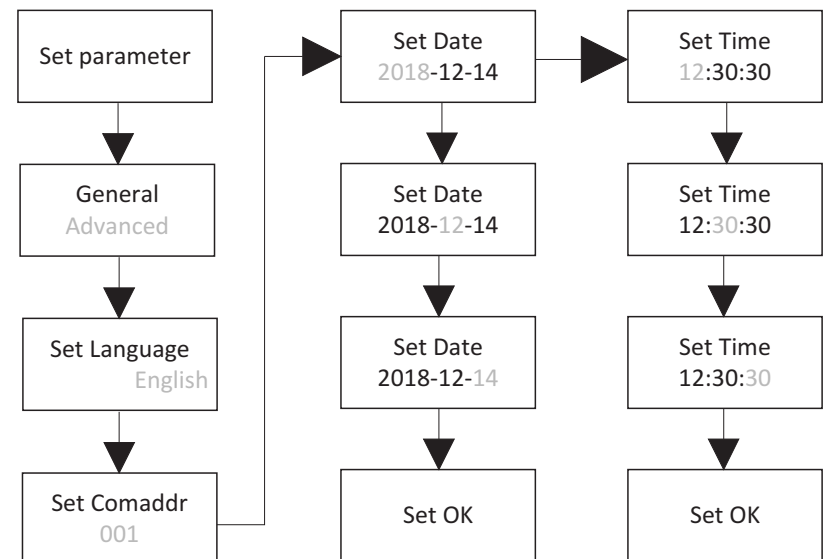 Set parameter
General
Advanced
Set Language
English
Set Comaddr
001
Set Date
2018-12-14
Set Date
2018-12-14
Set Date
2018-12-14
Set OK
Set Time
12:30:30
Set Time
12:30:30
Set Time
12:30:30
Set OK